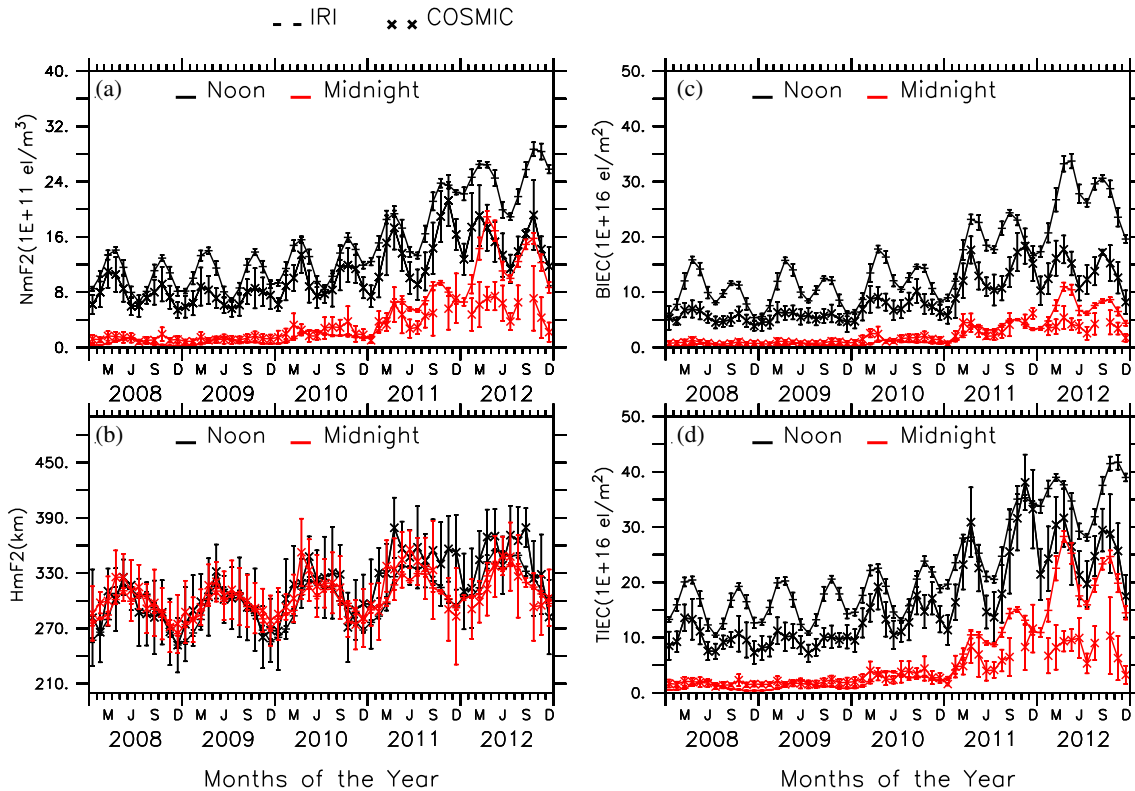 IRI COSMIC
(a) Noon Midnight
NmF2(1E+11 el/m³)
40.
32.
24.
16.
8.
0.
M J S D M J S D M J S D M J S D M J S D
2008 2009 2010 2011 2012
(b) Noon Midnight
HmF2(km)
450.
390.
330.
270.
210.
M J S D M J S D M J S D M J S D M J S D
2008 2009 2010 2011 2012
Months of the Year
(c) Noon Midnight
BIEC(1E+16 el/m²)
50.
40.
30.
20.
10.
0.
M J S D M J S D M J S D M J S D M J S D
2008 2009 2010 2011 2012
(d) Noon Midnight
TIEC(1E+16 el/m²)
50.
40.
30.
20.
10.
0.
M J S D M J S D M J S D M J S D M J S D
2008 2009 2010 2011 2012
Months of the Year